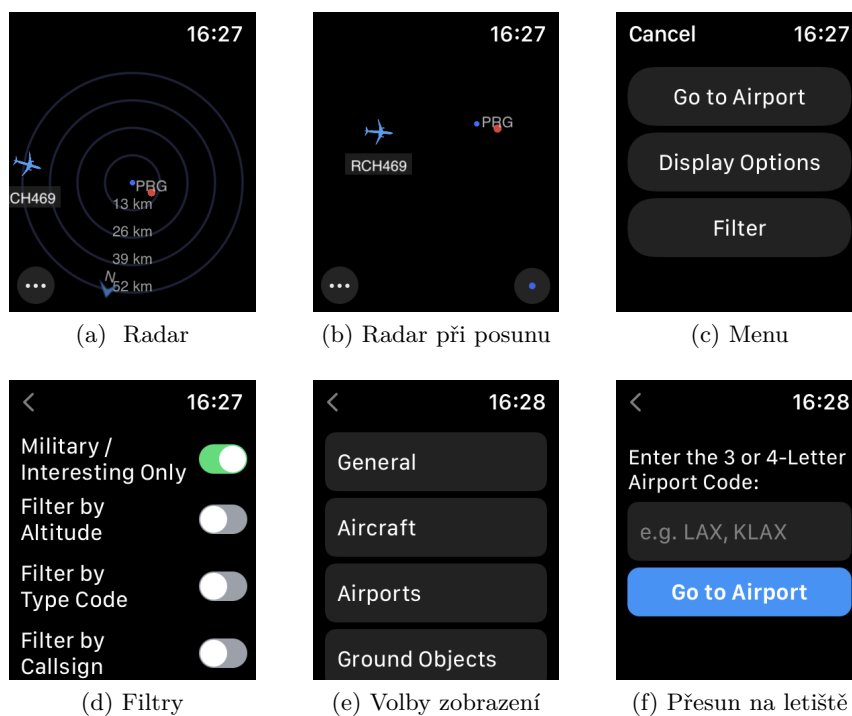 16:27
PRG
CH469
13 km
26 km
39 km
N
52 km
(a) Radar
16:27
PRG
RCH469
(b) Radar při posunu
Cancel 16:27
Go to Airport
Display Options
Filter
(c) Menu
16:27
Military /
Interesting Only
Filter by
Altitude
Filter by
Type Code
Filter by
Callsign
(d) Filtry
16:28
General
Aircraft
Airports
Ground Objects
(e) Volby zobrazení
16:28
Enter the 3 or 4-Letter
Airport Code:
e.g. LAX, KLAX
Go to Airport
(f) Přesun na letiště